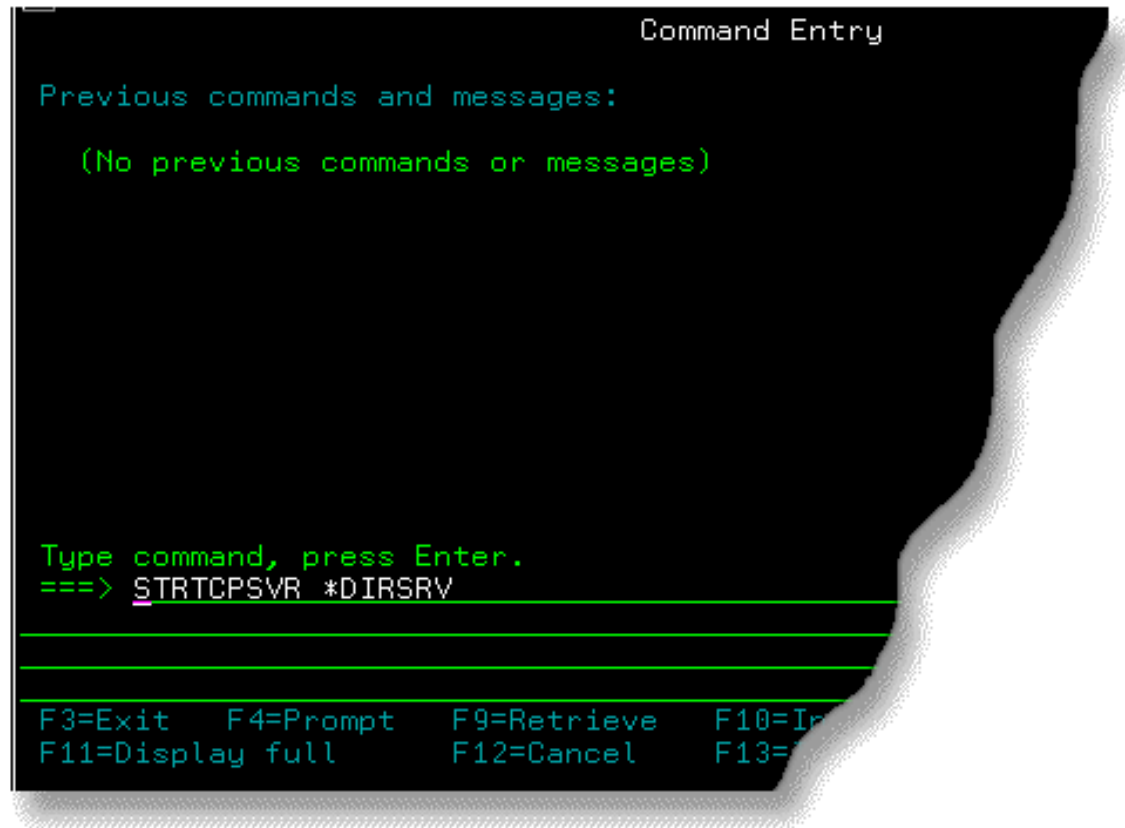 Command Entry
Previous commands and messages:
(No previous commands or messages)
Type command, press Enter.
===> STRTCPSVR *DIRSRV
F3=Exit F4=Prompt F9=Retrieve
F11=Display full F12=Cancel